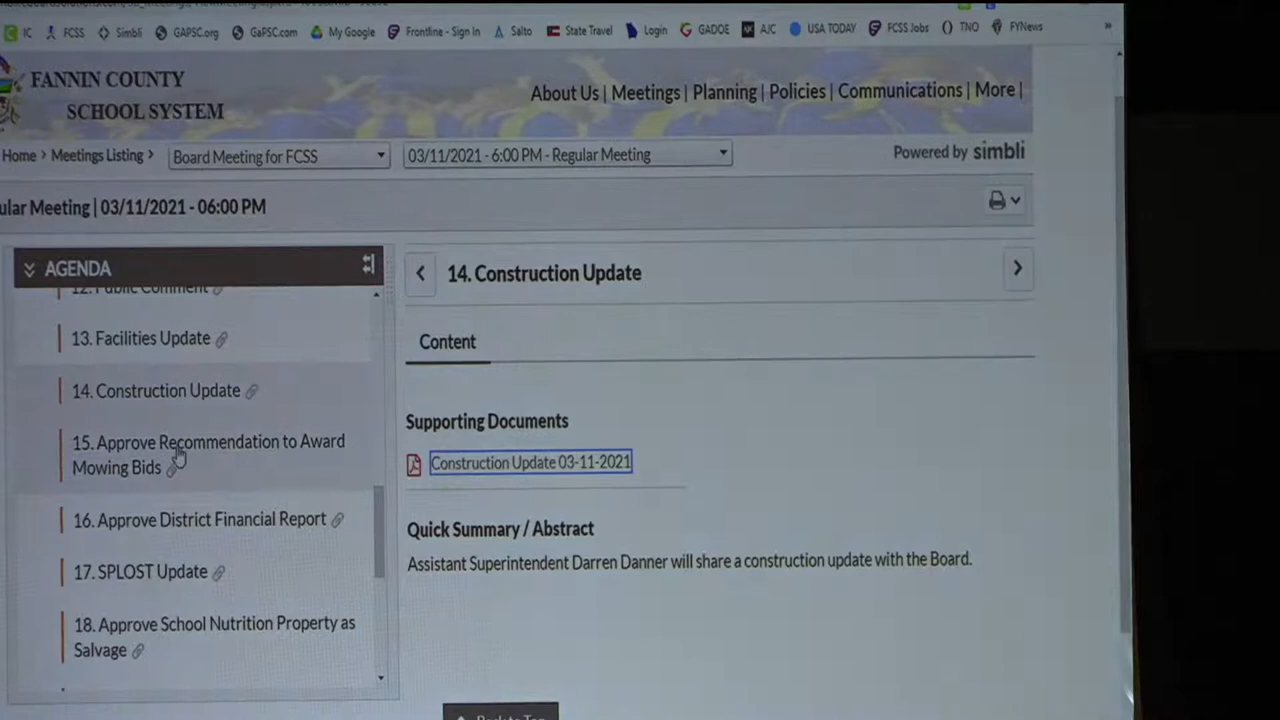 IC FCSS Simbli GAPSC.org GaPSC.com My Google Frontline - Sign In Salto State Travel Login GADOE AJC USA TODAY FCSS Jobs TNO FYNews »
FANNIN COUNTY
SCHOOL SYSTEM
About Us | Meetings | Planning | Policies | Communications | More |
Home > Meetings Listing > Board Meeting for FCSS 03/11/2021 - 6:00 PM - Regular Meeting Powered by simbli
ular Meeting | 03/11/2021 - 06:00 PM
AGENDA
12. Public Comment
13. Facilities Update
14. Construction Update
15. Approve Recommendation to Award
Mowing Bids
16. Approve District Financial Report
17. SPLOST Update
18. Approve School Nutrition Property as
Salvage
14. Construction Update
Content
Supporting Documents
Construction Update 03-11-2021
Quick Summary / Abstract
Assistant Superintendent Darren Danner will share a construction update with the Board.
Back to Top